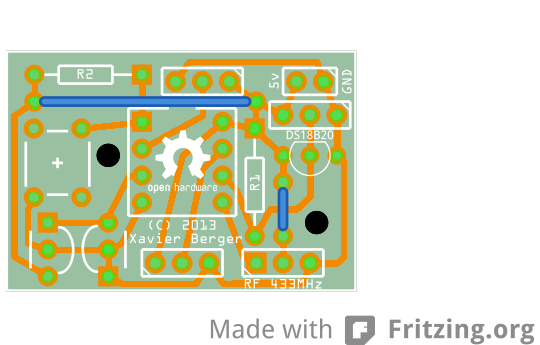 R2
5v
GND
DS18B20
R1
open hardware
(C) 2013
Xavier Berger
RF 433MHz
Made with Fritzing.org